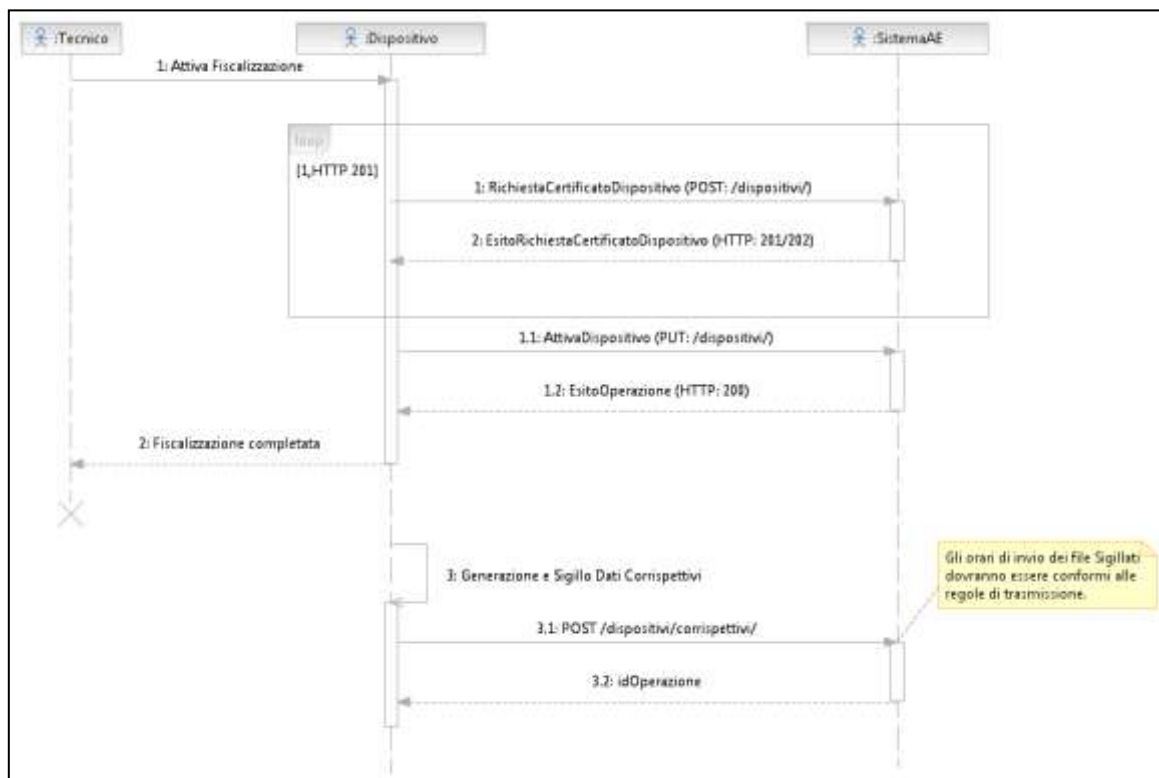 :Tecnico
:Dispositivo
:SistemaAE
1: Attiva Fiscalizzazione
loop
[1,HTTP 201]
1: RichiestaCertificatoDispositivo (POST: /dispositivi/)
2: EsitoRichiestaCertificatoDispositivo (HTTP: 201/202)
1.1: AttivaDispositivo (PUT: /dispositivi/)
1.2: EsitoOperazione (HTTP: 200)
2: Fiscalizzazione completata
3: Generazione e Sigillo Dati Corrispettivi
Gli orari di invio dei file Sigillati
dovranno essere conformi alle
regole di trasmissione.
3.1: POST /dispositivi/corrispettivi/
3.2: idOperazione